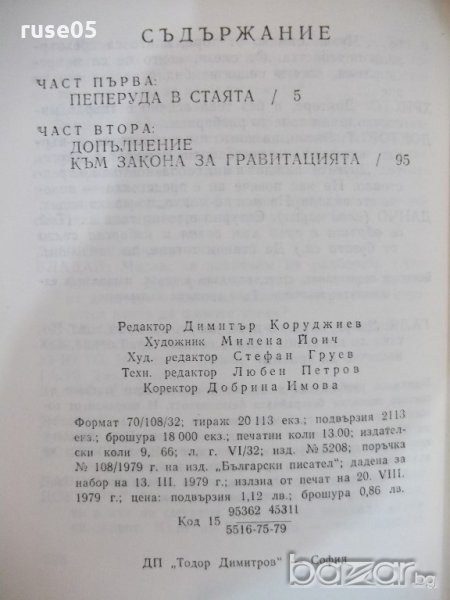 ruse05
СЪДЪРЖАНИЕ
ЧАСТ ПЪРВА:
ПЕПЕРУДА В СТАЯТА / 5
ЧАСТ ВТОРА:
ДОПЪЛНЕНИЕ
КЪМ ЗАКОНА ЗА ГРАВИТАЦИЯТА / 95
Редактор Димитър Коруджиев
Художник Милена Йоич
Худ. редактор Стефан Груев
Техн. редактор Любен Петров
Коректор Добрина Имова
Формат 70/108/32; тираж 20 113 екз.; подвързия 2113
екз.; брошура 18 000 екз.; печатни коли 13.00; издател-
ски коли 9, 66; л. г. VI/32; изд. №5208; поръчка
№ 108/1979 г. на изд. „Български писател"; дадена за
набор на 13. III. 1979 г.; излязла от печат на 20. VIII.
1979 г.; цена: подвързия 1,12 лв.; брошура 0,86 лв.
95362 45311
Код 15
5516-75-79
ДП „Тодор Димитров" — София
bazar.bg